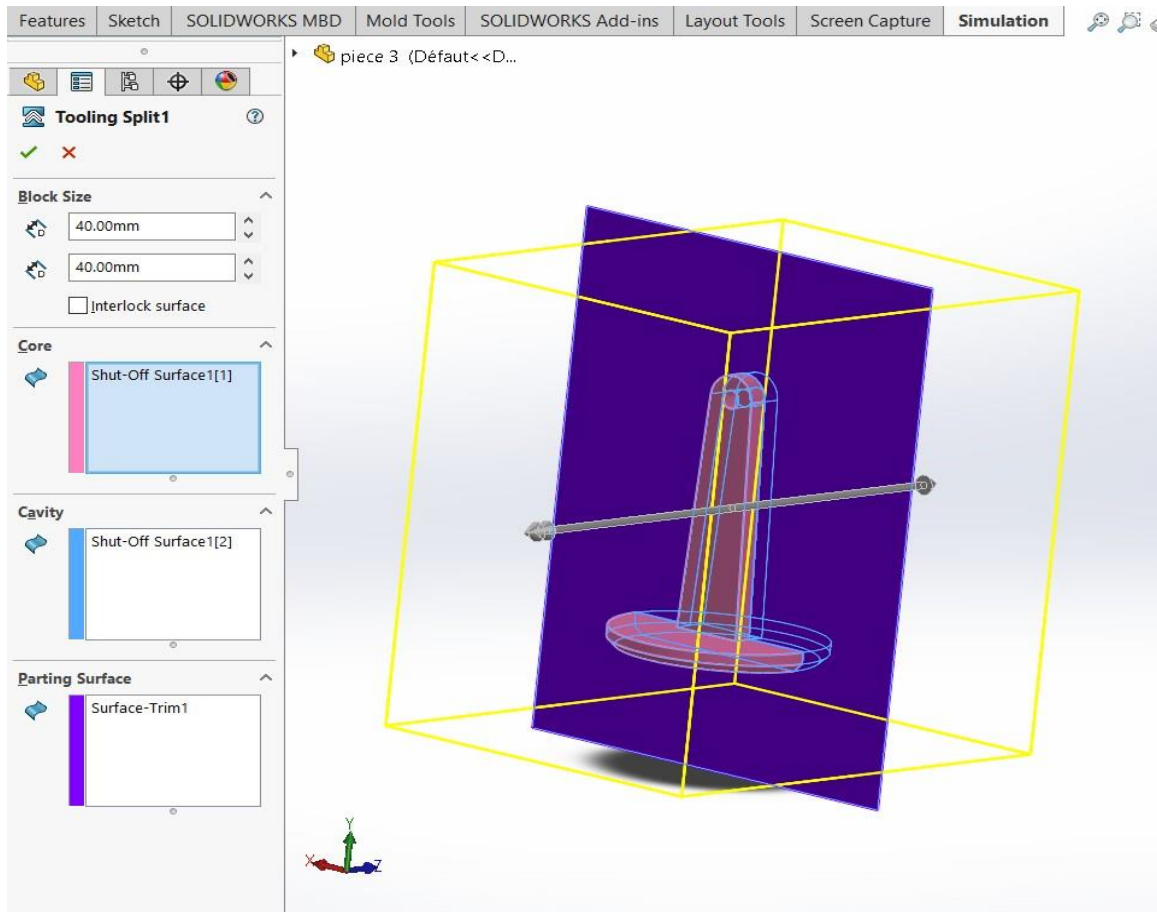 Features Sketch SOLIDWORKS MBD Mold Tools SOLIDWORKS Add-ins Layout Tools Screen Capture Simulation
piece 3 (Défaut<<D...
Tooling Split1
Block Size
40.00mm
40.00mm
Interlock surface
Core
Shut-Off Surface1[1]
Cavity
Shut-Off Surface1[2]
Parting Surface
Surface-Trim1
Y
X Z